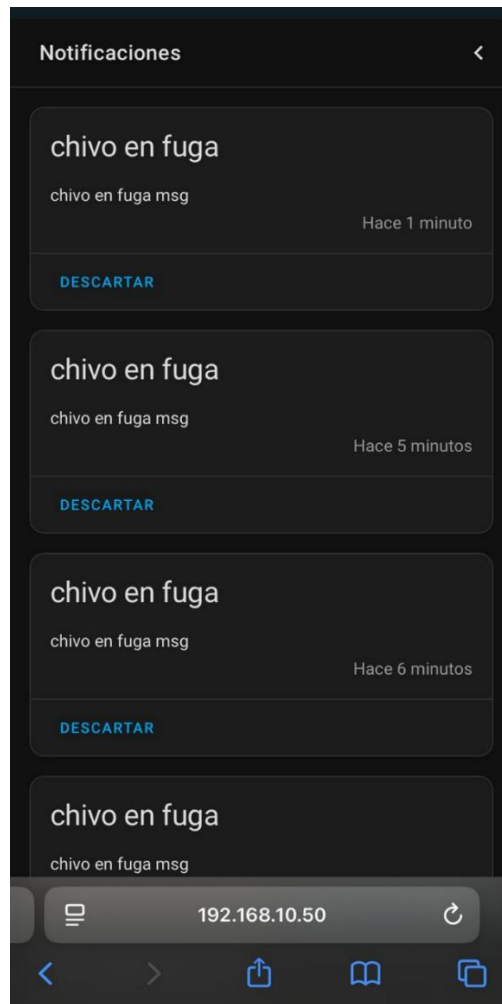 Notificaciones
chivo en fuga
chivo en fuga msg
Hace 1 minuto
DESCARTAR
chivo en fuga
chivo en fuga msg
Hace 5 minutos
DESCARTAR
chivo en fuga
chivo en fuga msg
Hace 6 minutos
DESCARTAR
chivo en fuga
chivo en fuga msg
192.168.10.50